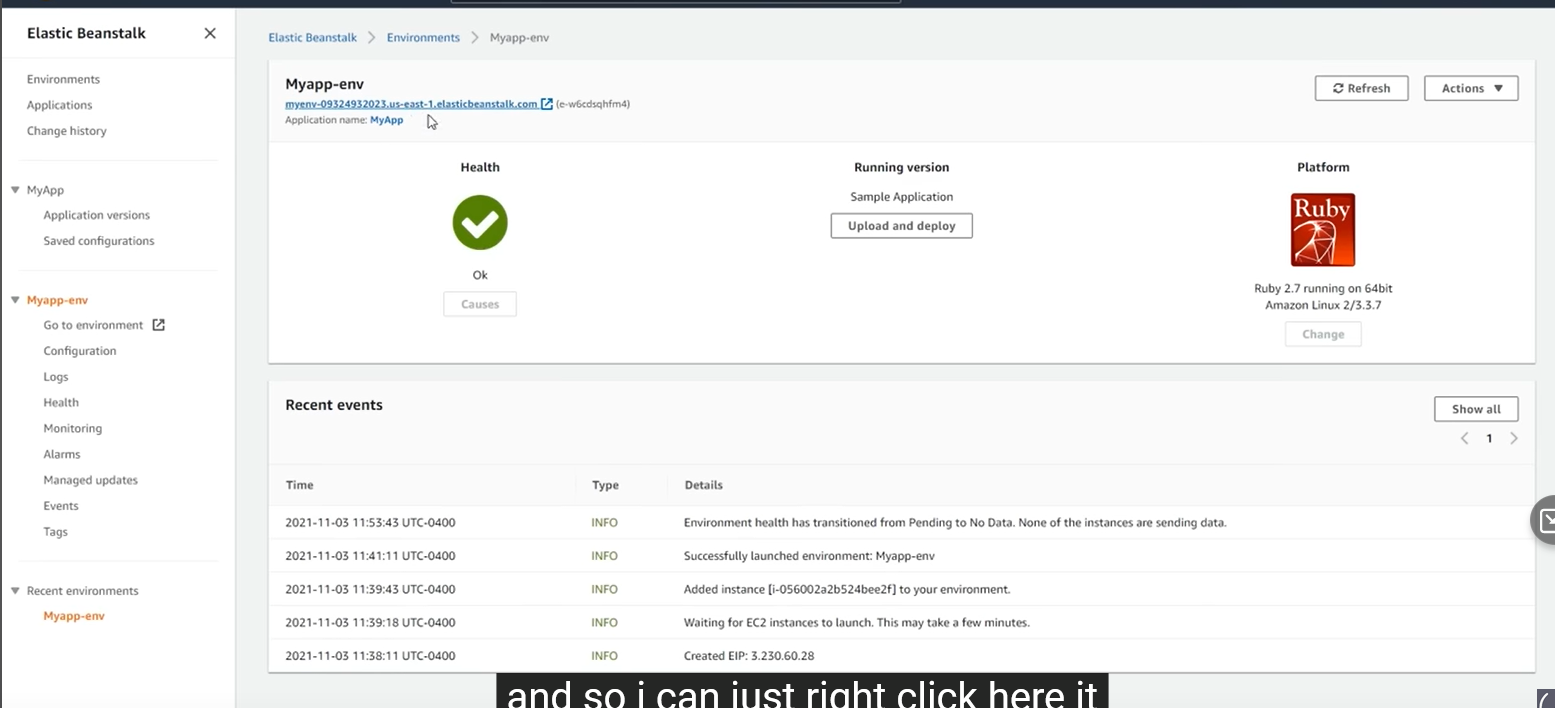 Elastic Beanstalk
Environments
Applications
Change history
MyApp
Application versions
Saved configurations
Myapp-env
Go to environment
Configuration
Logs
Health
Monitoring
Alarms
Managed updates
Events
Tags
Recent environments
Myapp-env
Elastic Beanstalk > Environments > Myapp-env
Myapp-env
myenv-09324932023.us-east-1.elasticbeanstalk.com (e-w6cdsqhfm4)
Application name: MyApp
Refresh
Actions
Health
Ok
Causes
Running version
Sample Application
Upload and deploy
Platform
Ruby
Ruby 2.7 running on 64bit
Amazon Linux 2/3.3.7
Change
Recent events
Show all
1
Time Type Details
2021-11-03 11:53:43 UTC-0400 INFO Environment health has transitioned from Pending to No Data. None of the instances are sending data.
2021-11-03 11:41:11 UTC-0400 INFO Successfully launched environment: Myapp-env
2021-11-03 11:39:43 UTC-0400 INFO Added instance [i-056002a2b524bee2f] to your environment.
2021-11-03 11:39:18 UTC-0400 INFO Waiting for EC2 instances to launch. This may take a few minutes.
2021-11-03 11:38:11 UTC-0400 INFO Created EIP: 3.230.60.28
and so i can just right click here it